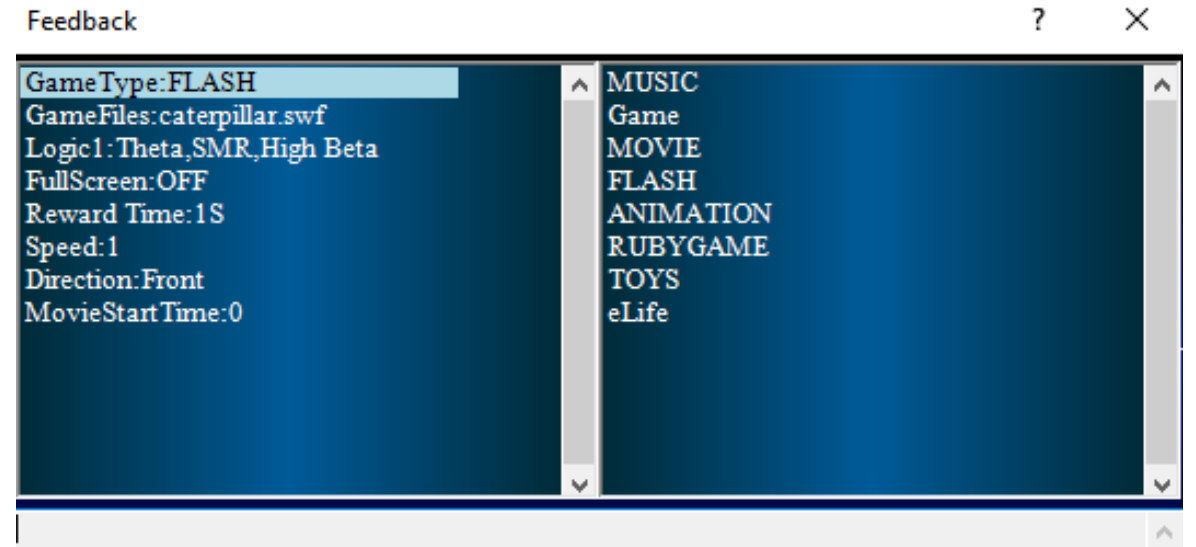 Feedback
GameType:FLASH
GameFiles:caterpillar.swf
Logic1:Theta,SMR,High Beta
FullScreen:OFF
Reward Time:1S
Speed:1
Direction:Front
MovieStartTime:0
MUSIC
Game
MOVIE
FLASH
ANIMATION
RUBYGAME
TOYS
eLife